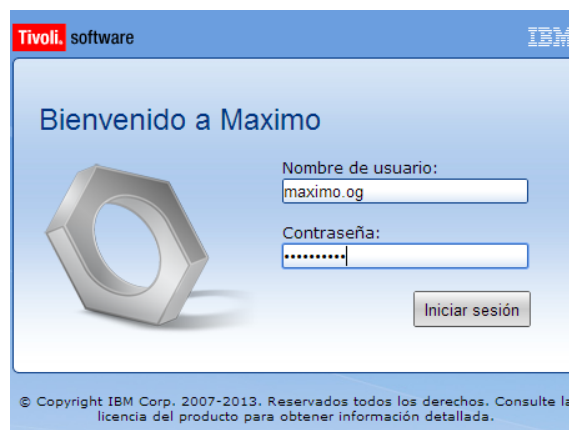 Tivoli. software
IBM
Bienvenido a Maximo
Nombre de usuario:
maximo.og
Contraseña:
••••••••••
Iniciar sesión
© Copyright IBM Corp. 2007-2013. Reservados todos los derechos. Consulte la
licencia del producto para obtener información detallada.